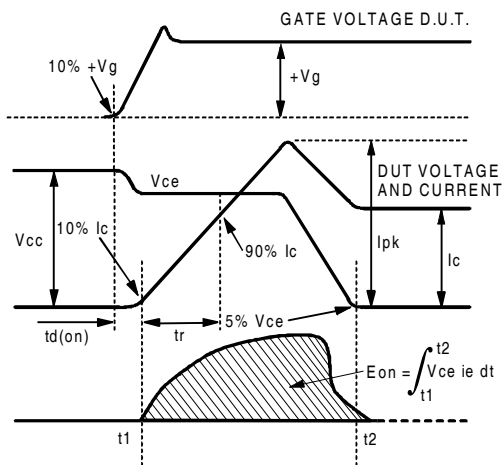 GATE VOLTAGE D.U.T.
10% +Vg
+Vg
Vce
DUT VOLTAGE
AND CURRENT
Vcc
10% Ic
90% Ic
Ipk
Ic
td(on)
tr
5% Vce
Eon = ∫ Vce ie dt
t2
t1
t1
t2